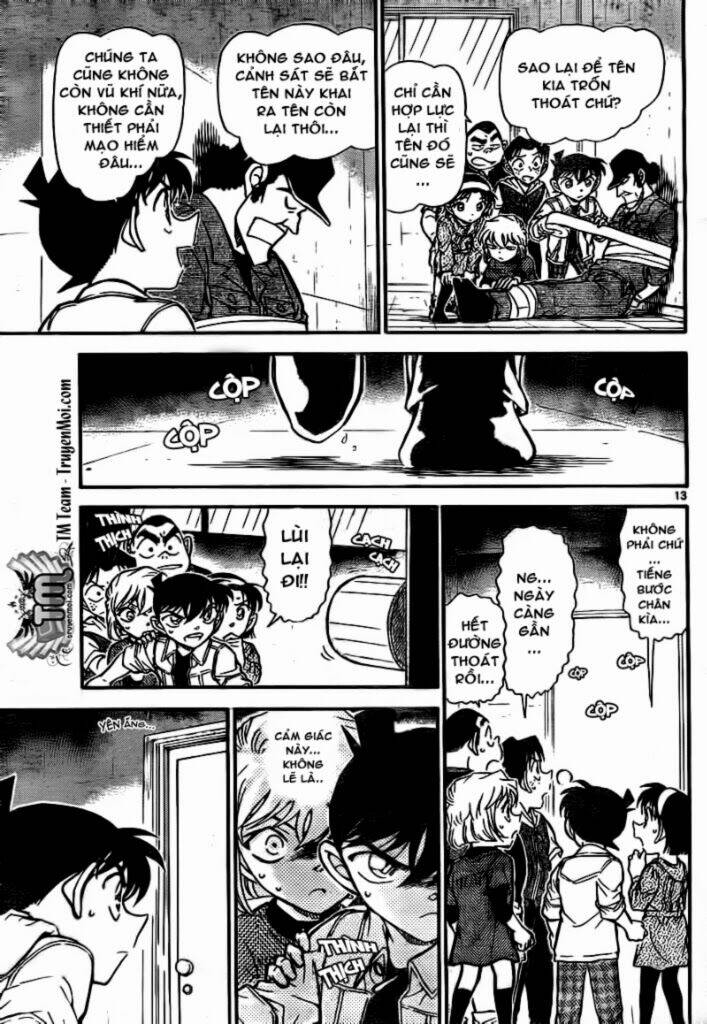 SAO LẠI ĐỂ TÊN
KIA TRỐN
THOÁT CHỨ?
CHỈ CẦN
HỢP LỰC
LẠI THÌ
TÊN ĐÓ
CŨNG SẼ
...
KHÔNG SAO ĐÂU,
CẢNH SÁT SẼ BẮT
TÊN NÀY KHAI
RA TÊN CÒN
LẠI THÔI...
CHÚNG TA
CŨNG KHÔNG
CÒN VŨ KHÍ NỮA,
KHÔNG CẦN
THIẾT PHẢI
MẠO HIỂM
ĐÂU...
CỘP
CỘP
CỘP
13
KHÔNG
PHẢI CHỨ
...
TIẾNG
BƯỚC
CHÂN
KÌA...
NG...
NGÀY
CÀNG
GẦN ...
HẾT
ĐƯỜNG
THOÁT
RỒI...
CỘP
CỘP
CỘP
CẠCH
CẠCH
LÙI
LẠI
ĐI!!
THÌNH
THỊCH
CẢM GIÁC
NÀY...
KHÔNG
LẼ LÀ...
THÌNH
THỊCH
YÊN ẮNG...
TM Team - TruyenMoi.com
TM
truyenmoi.com